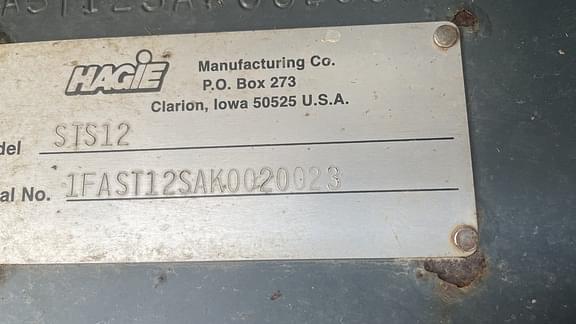 HAGIE Manufacturing Co.
P.O. Box 273
Clarion, Iowa 50525 U.S.A.
del STS12
al No. 1FAST12SAK0020023